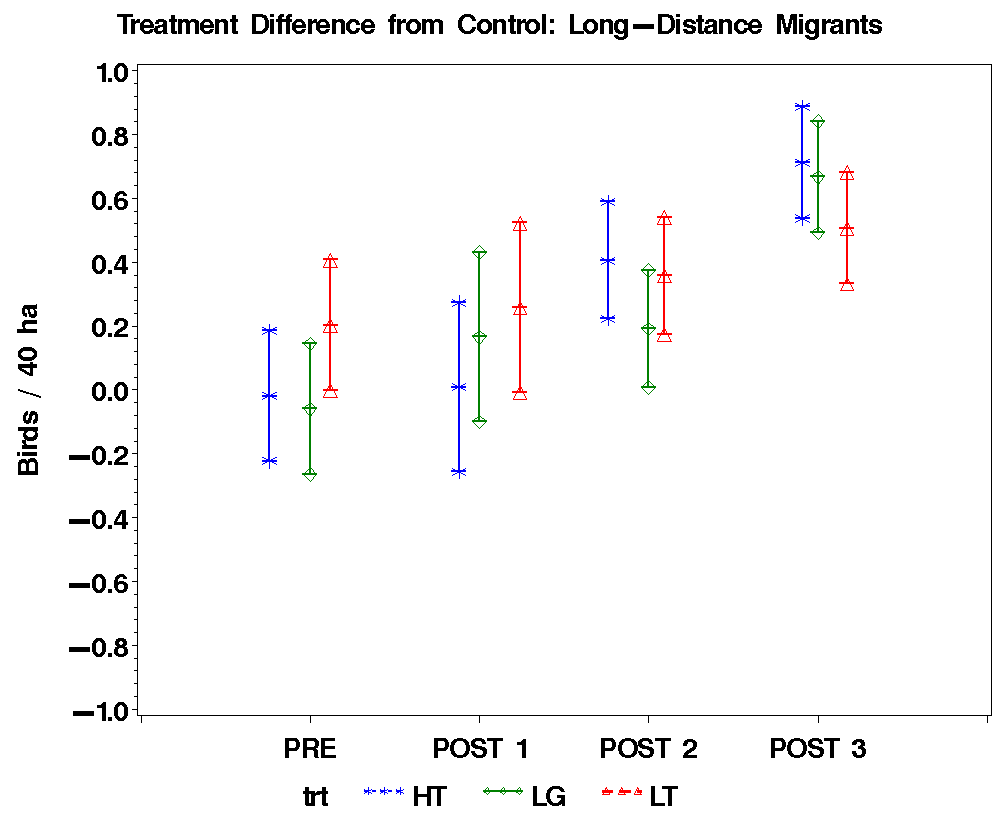 Treatment Difference from Control: Long—Distance Migrants
1.0
0.8
0.6
0.4
0.2
0.0
—0.2
—0.4
—0.6
—0.8
—1.0
Birds / 40 ha
PRE POST 1 POST 2 POST 3
trt HT LG LT